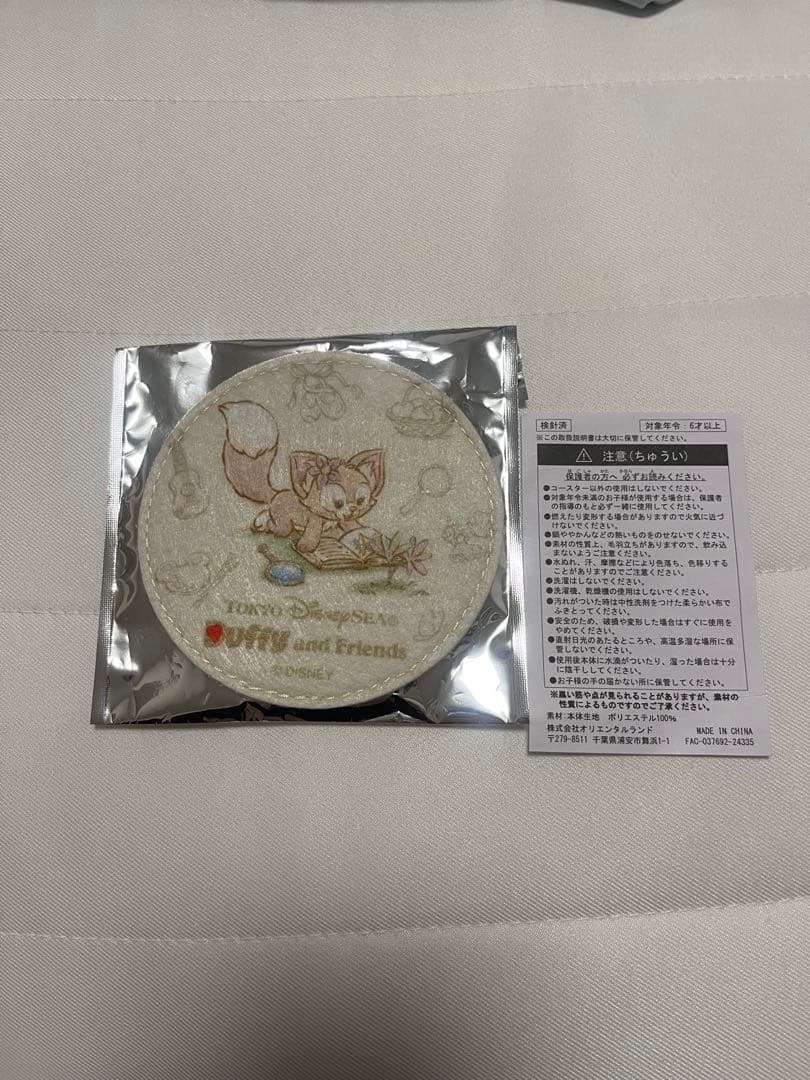 TOKYO DisneySEA®
Duffy and Friends
©DISNEY
検針済
対象年令：6才以上
※この取扱説明書は大切に保管してください。
注意(ちゅうい)
保護者の方へ 必ずお読みください。
●コースター以外の使用はしないでください。
●対象年令未満のお子様が使用する場合は、保護者
の指導のもと必ず一緒に使用してください。
●燃えたり変形する場合がありますので火気に近づ
けないでください。
●鍋ややかんなどの熱いものをのせないでください。
●素材の性質上、毛羽立ちがありますので、飲み込
まないようご注意ください。
●水ぬれ、汗、摩擦などにより色落ち、色移りする
ことがありますのでご注意ください。
●洗濯はしないでください。
●洗濯機、乾燥機の使用はしないでください。
●汚れがついた時は中性洗剤をつけた柔らかい布で
ふきとってください。
●安全のため、破損や変形した場合はすぐに使用を
やめてください。
●直射日光のあたるところや、高温多湿な場所に保
管しないでください。
●使用後本体に水滴がついたり、湿った場合は十分
に陰干ししてください。
●お子様の手の届かない所に保管してください。
※黒い筋や点が見られることがありますが、素材の
性質によるものですのでご了承ください。
素材：本体生地 ポリエステル100%
株式会社オリエンタルランド MADE IN CHINA
〒279-8511 千葉県浦安市舞浜1-1 FAC-037692-24335